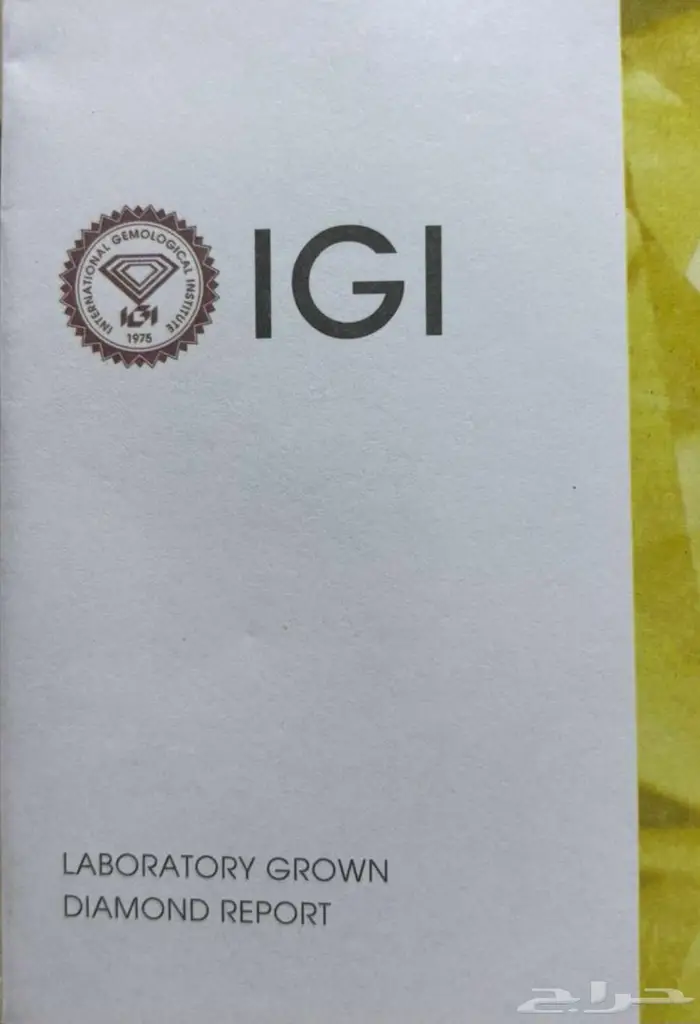 INTERNATIONAL GEMOLOGICAL INSTITUTE
IGI
1975
IGI
LABORATORY GROWN
DIAMOND REPORT
حراج